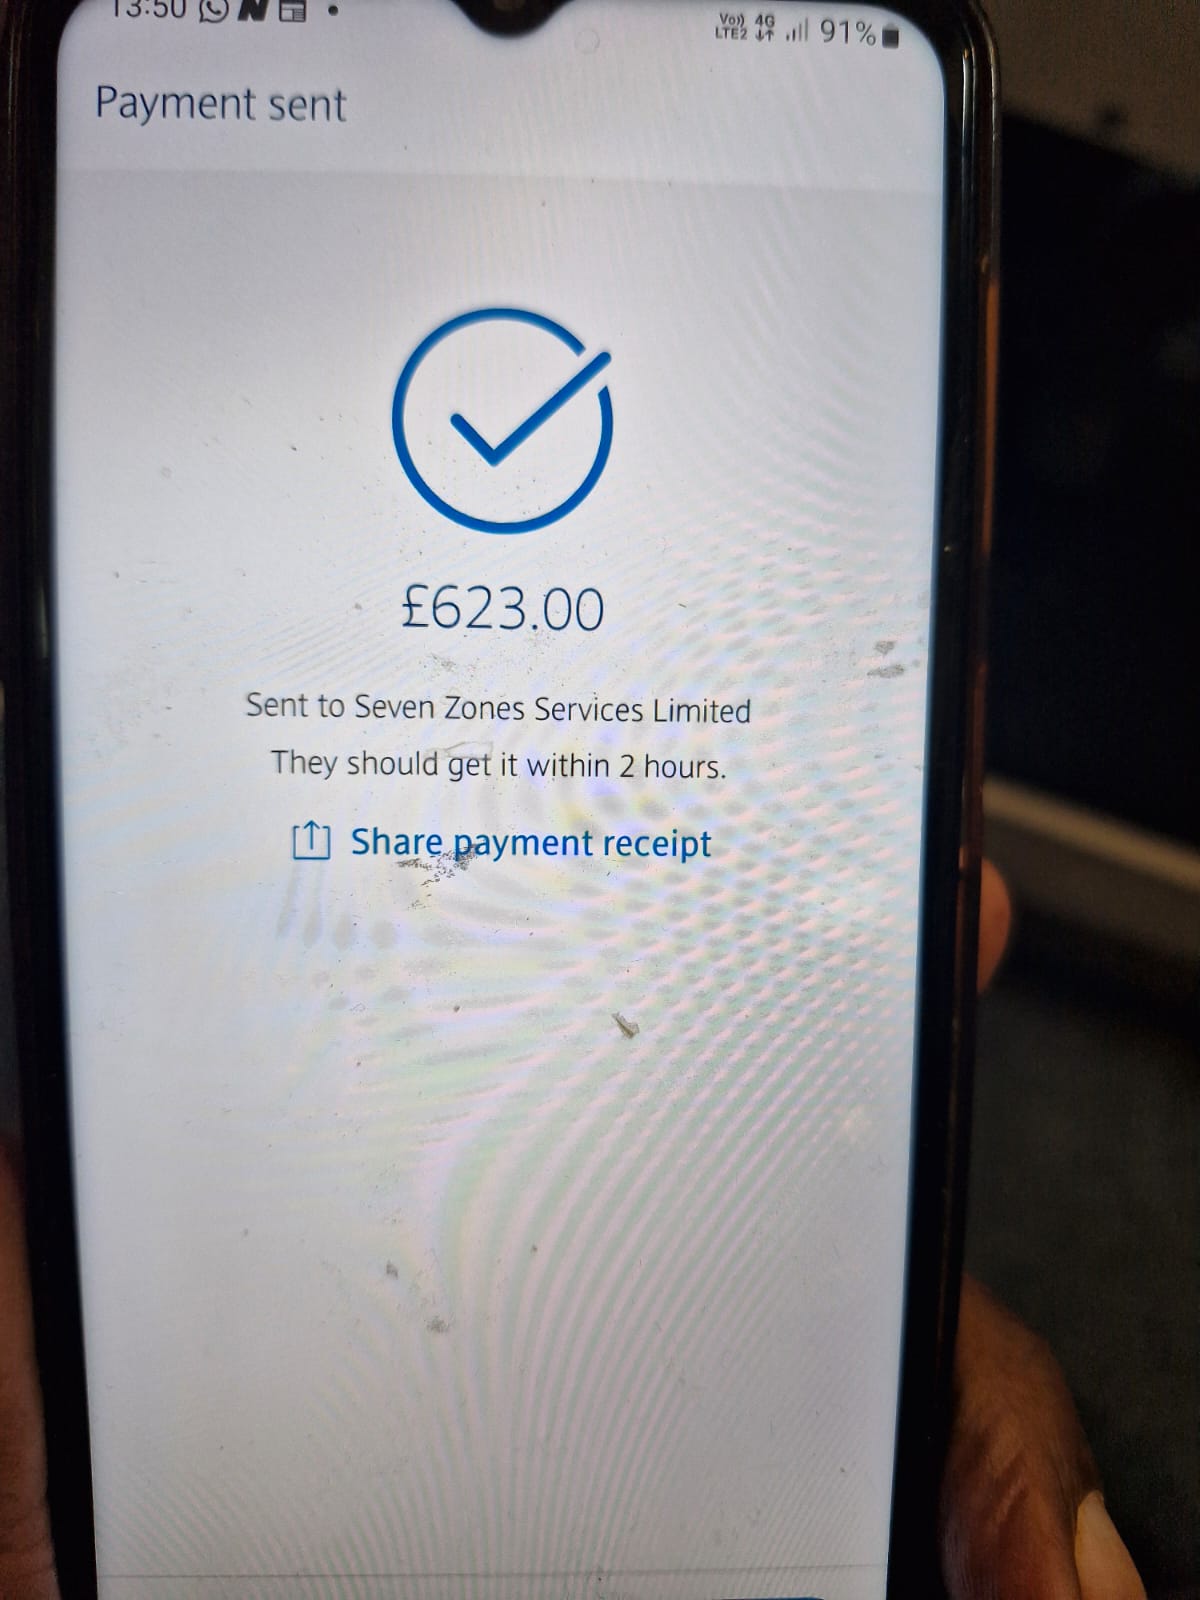 13:50
Vo)) 4G
LTE2 91%
Payment sent
£623.00
Sent to Seven Zones Services Limited
They should get it within 2 hours.
Share payment receipt